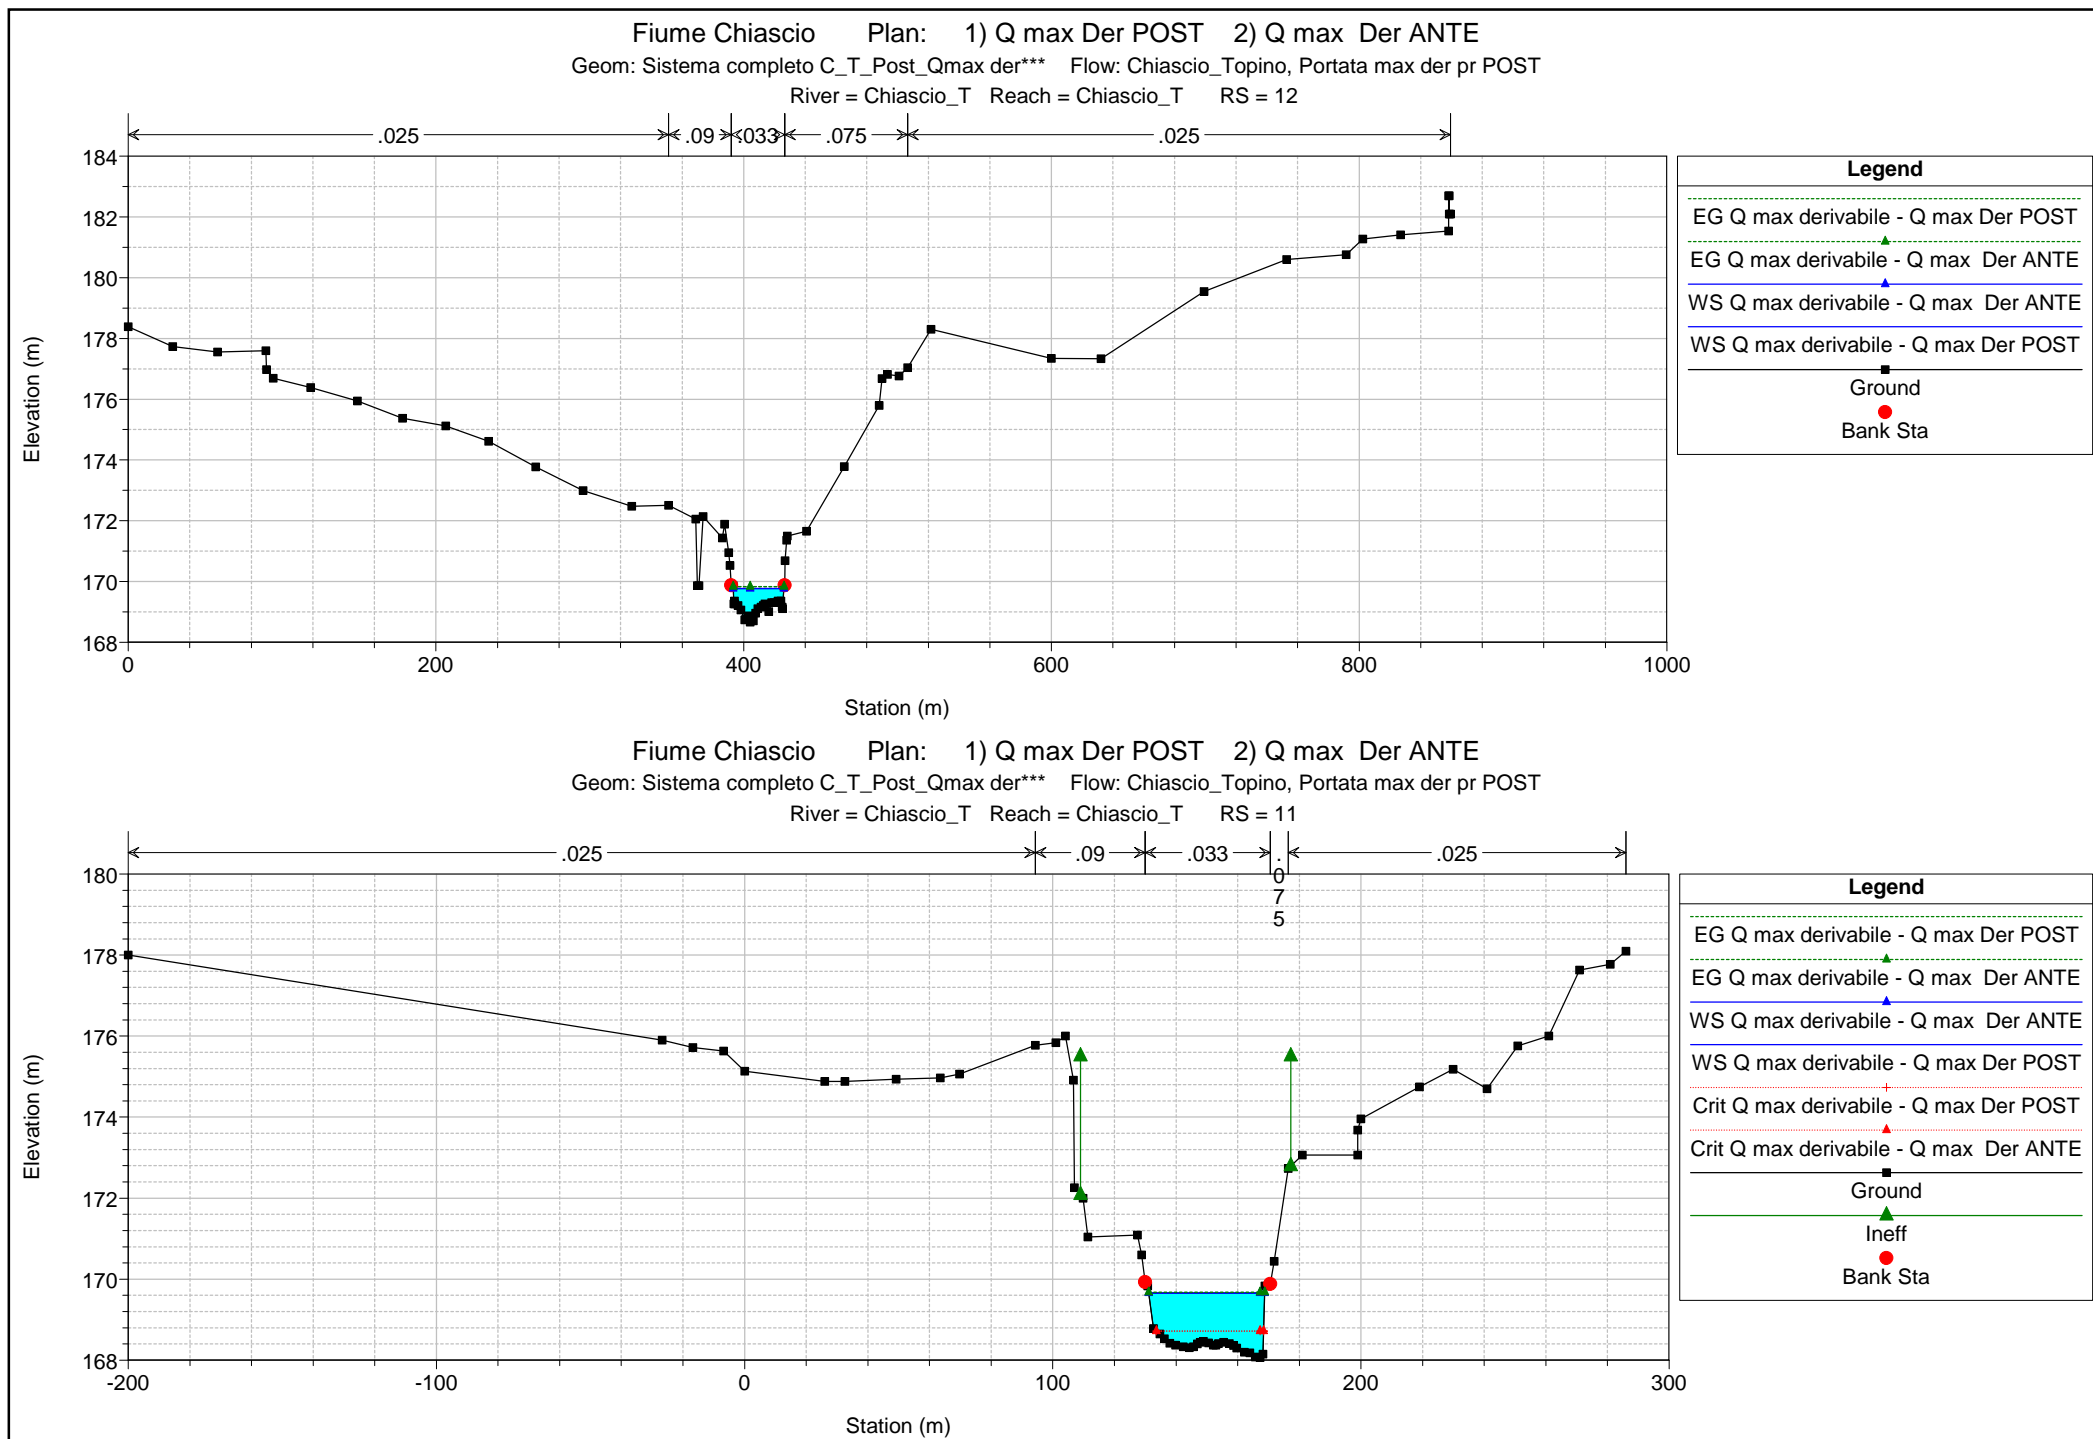 Fiume Chiascio Plan: 1) Q max Der POST 2) Q max Der ANTE
Geom: Sistema completo C_T_Post_Qmax der*** Flow: Chiascio_Topino, Portata max der pr POST
River = Chiascio_T Reach = Chiascio_T RS = 12
.025 .09 .033 .075 .025
184
182
180
178
176
174
172
170
168
Elevation (m)
0 200 400 600 800 1000
Station (m)
Legend
EG Q max derivabile - Q max Der POST
EG Q max derivabile - Q max Der ANTE
WS Q max derivabile - Q max Der ANTE
WS Q max derivabile - Q max Der POST
Ground
Bank Sta
Fiume Chiascio Plan: 1) Q max Der POST 2) Q max Der ANTE
Geom: Sistema completo C_T_Post_Qmax der*** Flow: Chiascio_Topino, Portata max der pr POST
River = Chiascio_T Reach = Chiascio_T RS = 11
.025 .09 .033 .075 .025
180
178
176
174
172
170
168
Elevation (m)
-200 -100 0 100 200 300
Station (m)
Legend
EG Q max derivabile - Q max Der POST
EG Q max derivabile - Q max Der ANTE
WS Q max derivabile - Q max Der ANTE
WS Q max derivabile - Q max Der POST
Crit Q max derivabile - Q max Der POST
Crit Q max derivabile - Q max Der ANTE
Ground
Ineff
Bank Sta